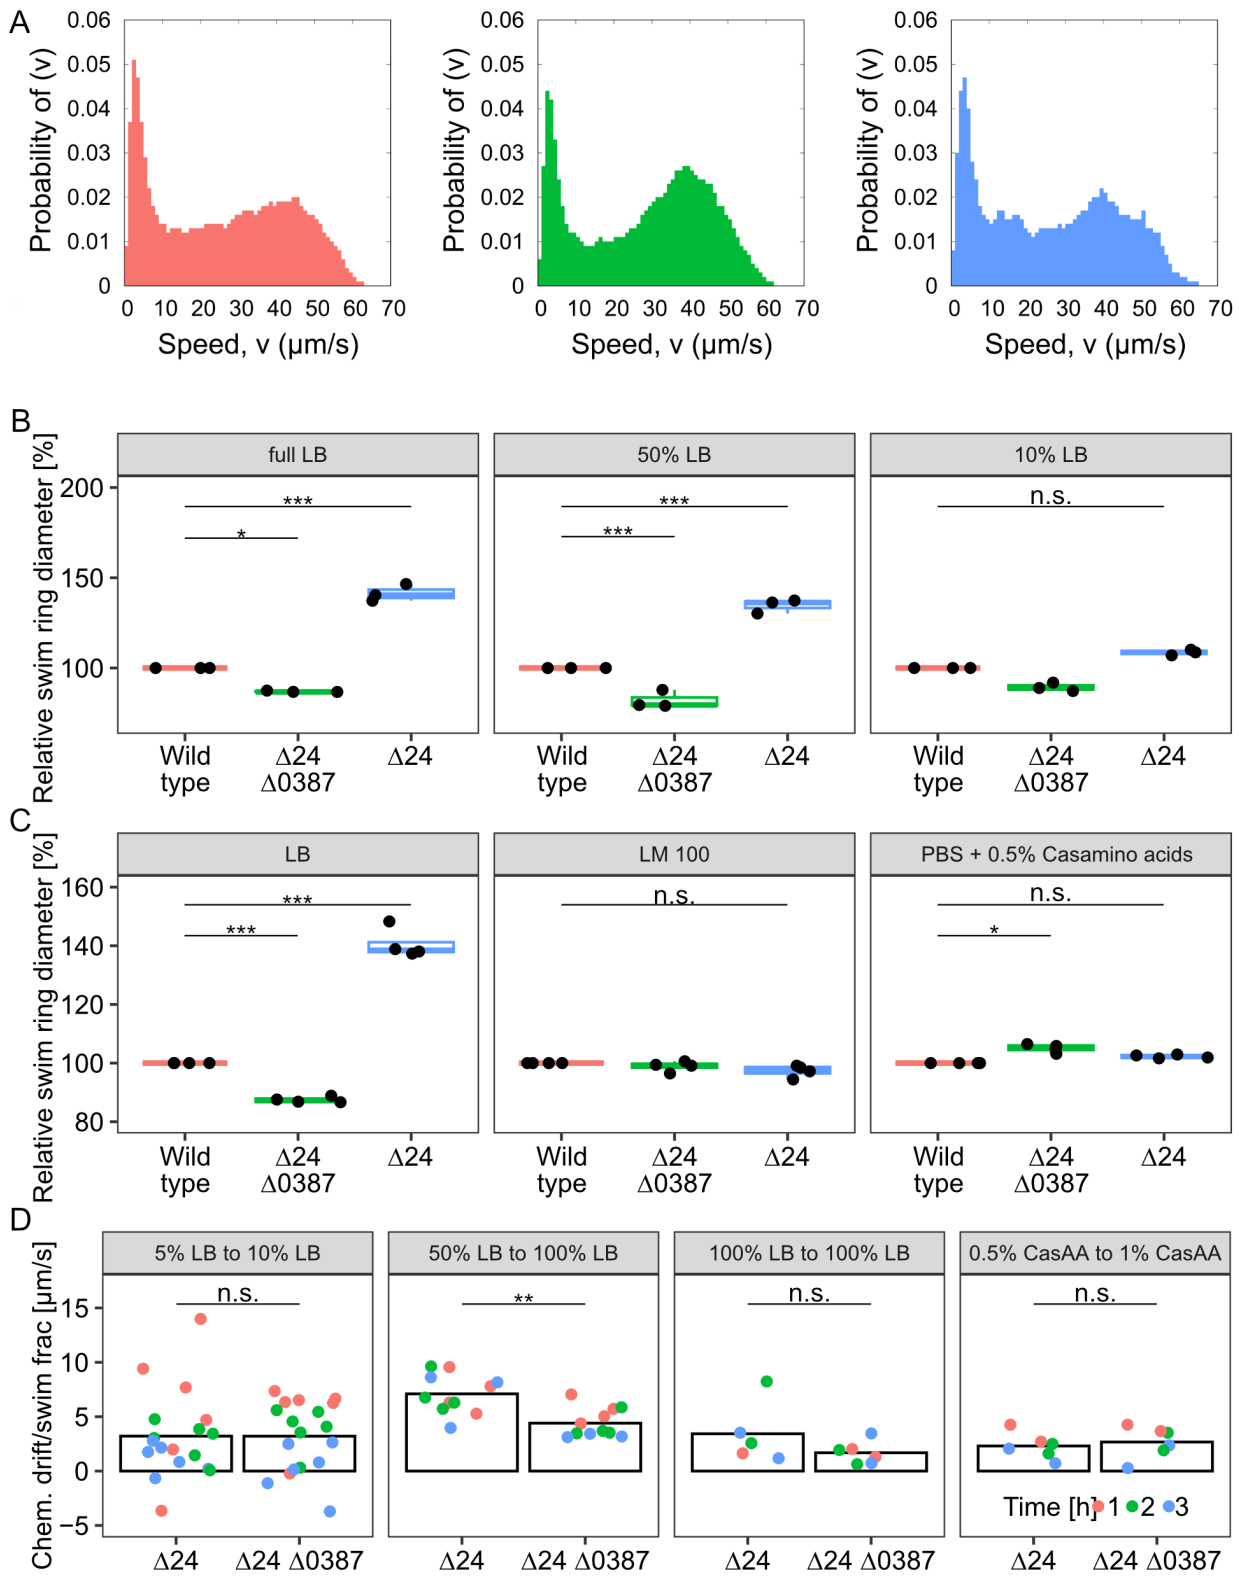 A
0.06
0.05
0.04
0.03
0.02
0.01
0
Probability of (v)
0 10 20 30 40 50 60 70
Speed, v (μm/s)
0.06
0.05
0.04
0.03
0.02
0.01
0
Probability of (v)
0 10 20 30 40 50 60 70
Speed, v (μm/s)
0.06
0.05
0.04
0.03
0.02
0.01
0
Probability of (v)
0 10 20 30 40 50 60 70
Speed, v (μm/s)
B
Relative swim ring diameter [%]
200
150
100
full LB
***
*
Wild type
Δ24 Δ0387
Δ24
50% LB
***
***
Wild type
Δ24 Δ0387
Δ24
10% LB
n.s.
Wild type
Δ24 Δ0387
Δ24
C
Relative swim ring diameter [%]
160
140
120
100
80
LB
***
***
Wild type
Δ24 Δ0387
Δ24
LM 100
n.s.
Wild type
Δ24 Δ0387
Δ24
PBS + 0.5% Casamino acids
n.s.
*
Wild type
Δ24 Δ0387
Δ24
D
Chem. drift/swim frac [μm/s]
15
10
5
0
−5
5% LB to 10% LB
n.s.
Δ24 Δ24 Δ0387
50% LB to 100% LB
**
Δ24 Δ24 Δ0387
100% LB to 100% LB
n.s.
Δ24 Δ24 Δ0387
0.5% CasAA to 1% CasAA
n.s.
Time [h] 1 2 3
Δ24 Δ24 Δ0387